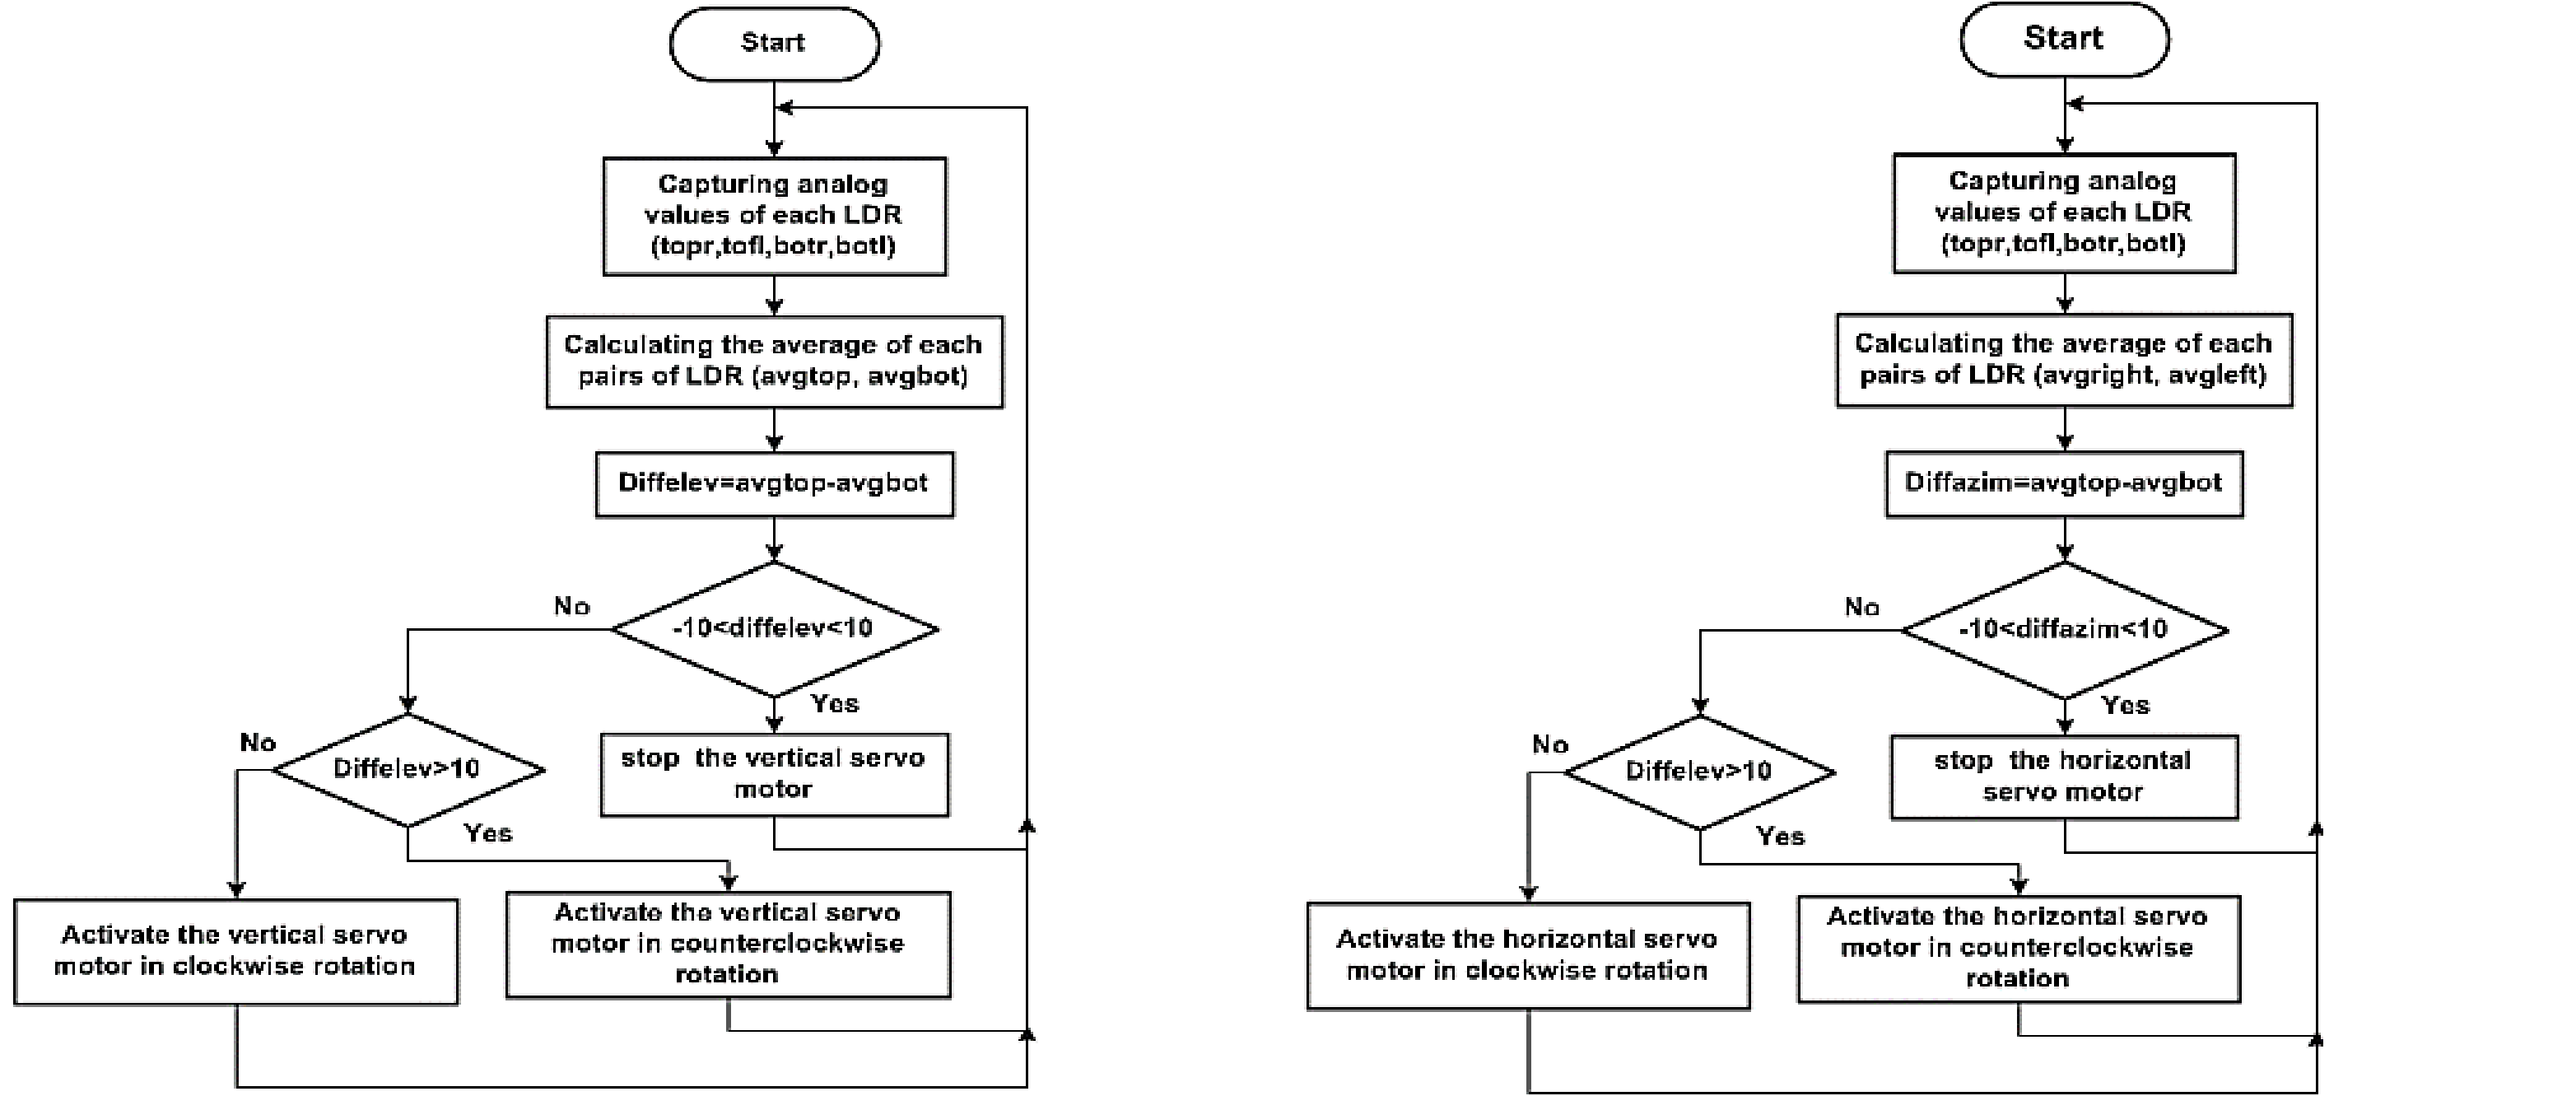 Start
Capturing analog
values of each LDR
(topr,tofl,botr,botl)
Calculating the average of each
pairs of LDR (avgtop, avgbot)
Diffelev=avgtop-avgbot
No
-10<diffelev<10
Yes
No
Diffelev>10
stop the vertical servo
motor
Yes
Activate the vertical servo
motor in clockwise rotation
Activate the vertical servo
motor in counterclockwise
rotation
Start
Capturing analog
values of each LDR
(topr,tofl,botr,botl)
Calculating the average of each
pairs of LDR (avgright, avgleft)
Diffazim=avgtop-avgbot
No
-10<diffazim<10
Yes
No
Diffelev>10
stop the horizontal
servo motor
Yes
Activate the horizontal servo
motor in clockwise rotation
Activate the horizontal servo
motor in counterclockwise
rotation